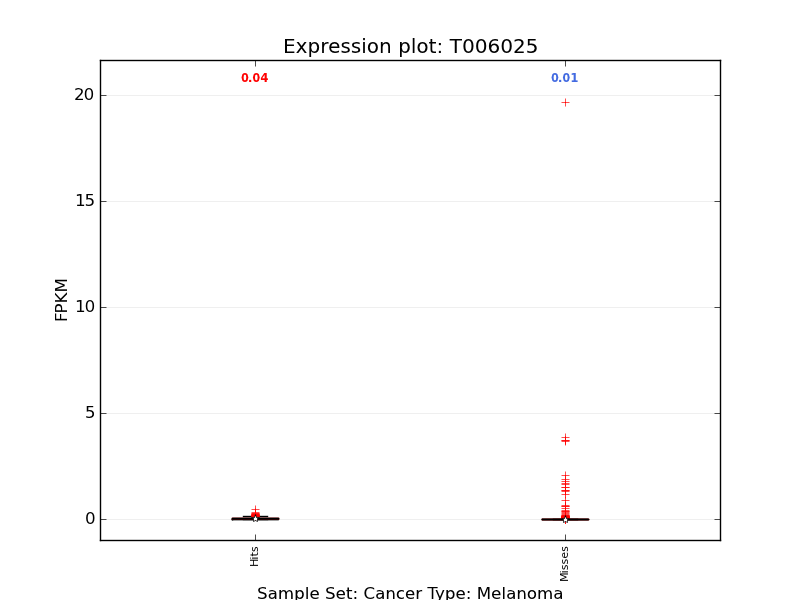 Expression plot: T006025
0.04
0.01
20
15
10
5
0
FPKM
Hits
Misses
Sample Set: Cancer Type: Melanoma